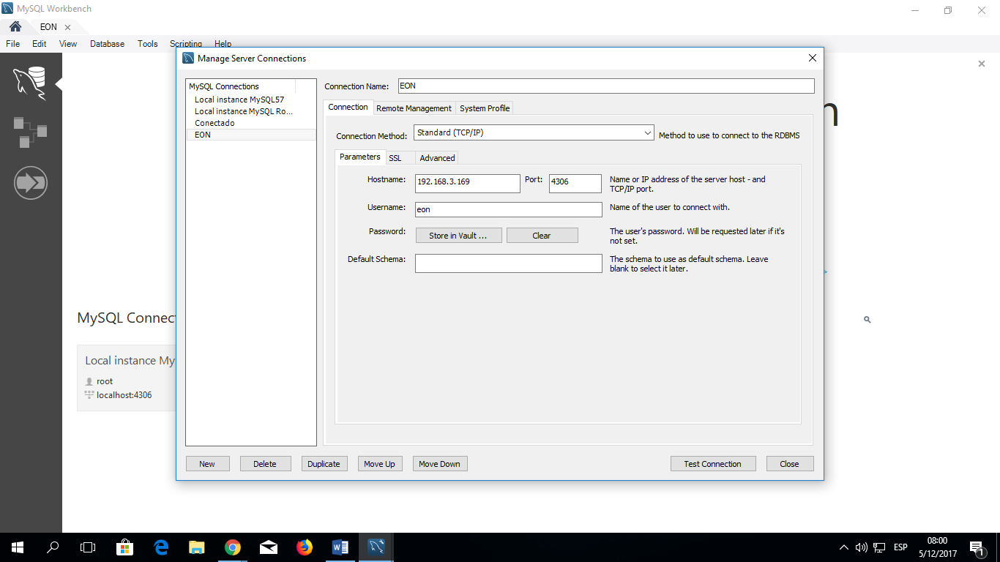 MySQL Workbench
EON
File Edit View Database Tools Scripting Help
Manage Server Connections
MySQL Connections
Local instance MySQL57
Local instance MySQL Ro...
Conectado
EON
Connection Name: EON
Connection Remote Management System Profile
Connection Method: Standard (TCP/IP) Method to use to connect to the RDBMS
Parameters SSL Advanced
Hostname: 192.168.3.169 Port: 4306 Name or IP address of the server host - and
TCP/IP port.
Username: eon Name of the user to connect with.
Password: Store in Vault ... Clear The user's password. Will be requested later if it's
not set.
Default Schema: The schema to use as default schema. Leave
blank to select it later.
New Delete Duplicate Move Up Move Down Test Connection Close
MySQL Connect
Local instance My
root
localhost:4306
n
>
ESP
08:00
5/12/2017
1